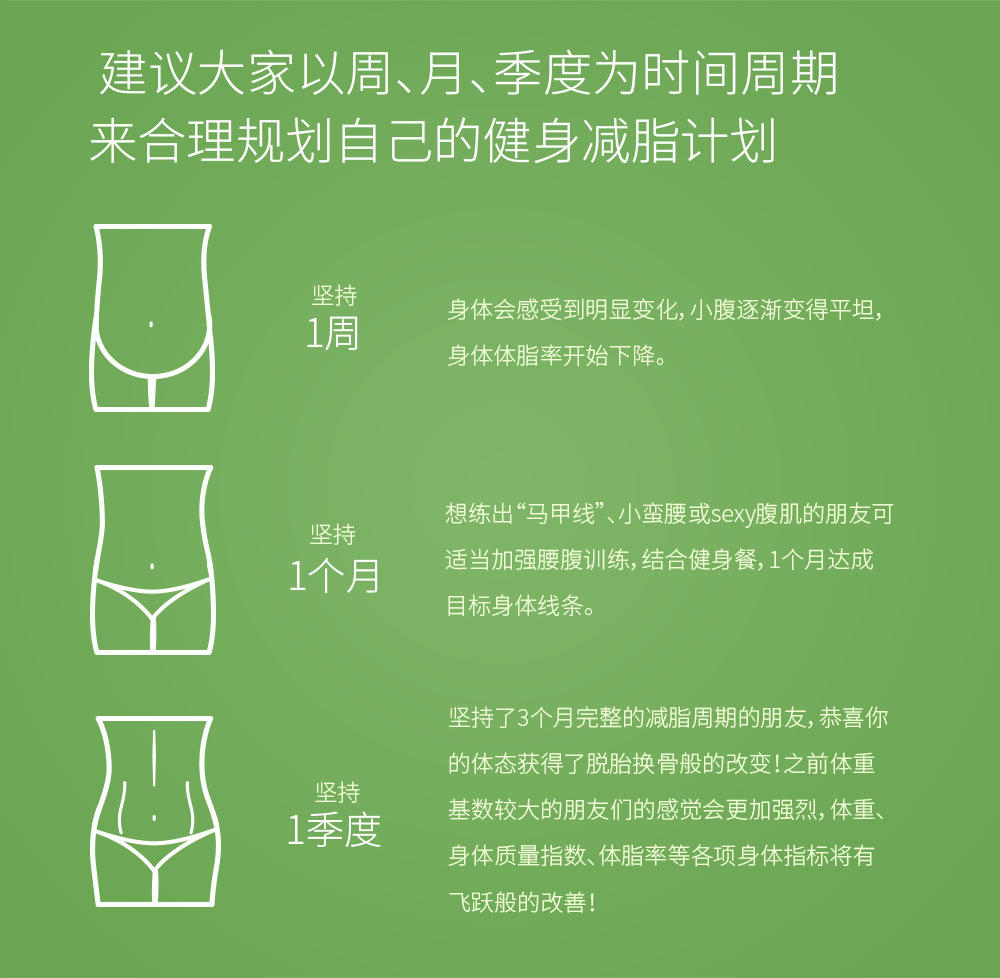 建议大家以周、月、季度为时间周期
来合理规划自己的健身减脂计划
坚持
1周
身体会感受到明显变化,小腹逐渐变得平坦,
身体体脂率开始下降。
坚持
1个月
想练出“马甲线”、小蛮腰或sexy腹肌的朋友可
适当加强腰腹训练,结合健身餐,1个月达成
目标身体线条。
坚持
1季度
坚持了3个月完整的减脂周期的朋友,恭喜你
的体态获得了脱胎换骨般的改变!之前体重
基数较大的朋友们的感觉会更加强烈,体重、
身体质量指数、体脂率等各项身体指标将有
飞跃般的改善!